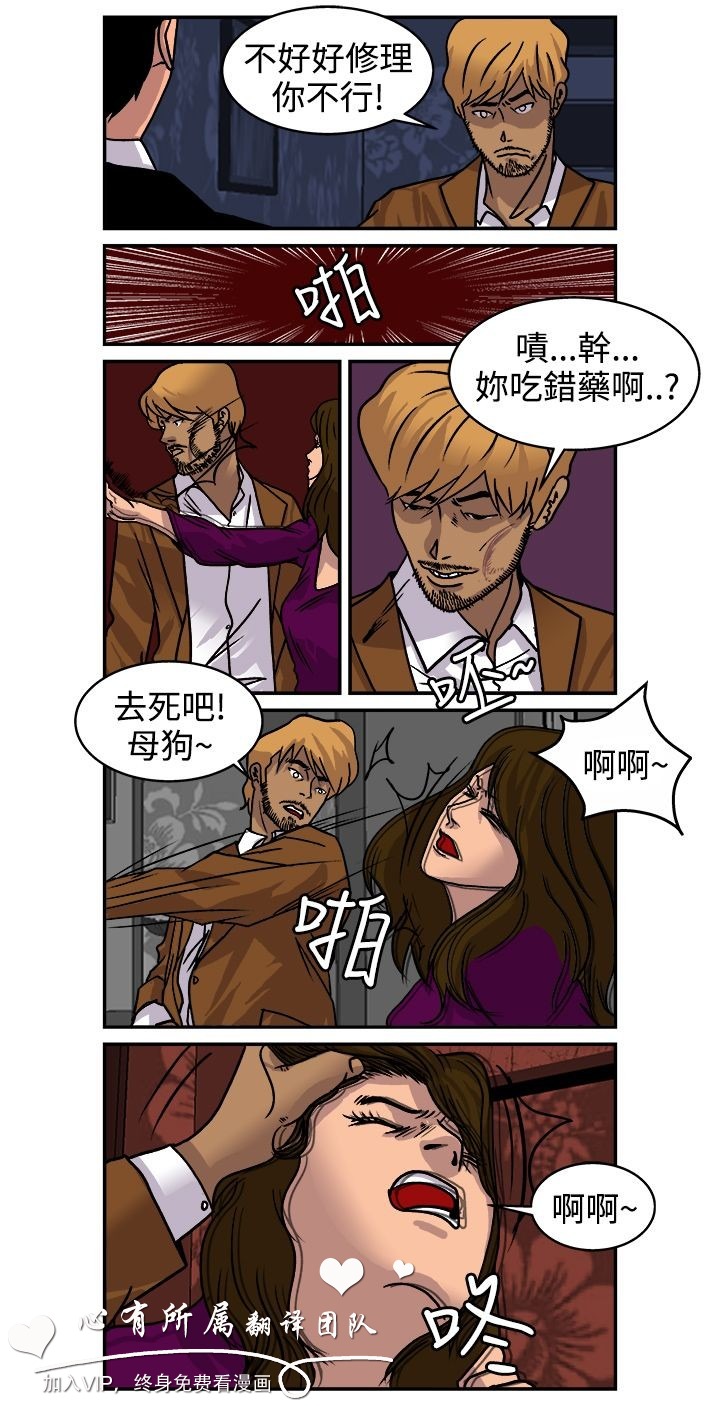 不好好修理
你不行!
啪
嘖...幹...
妳吃錯藥啊..?
呸~
去死吧!
母狗~
啊啊~
啪
啊啊~
咚
心有所属翻译团队
加入VIP，终身免费看漫画